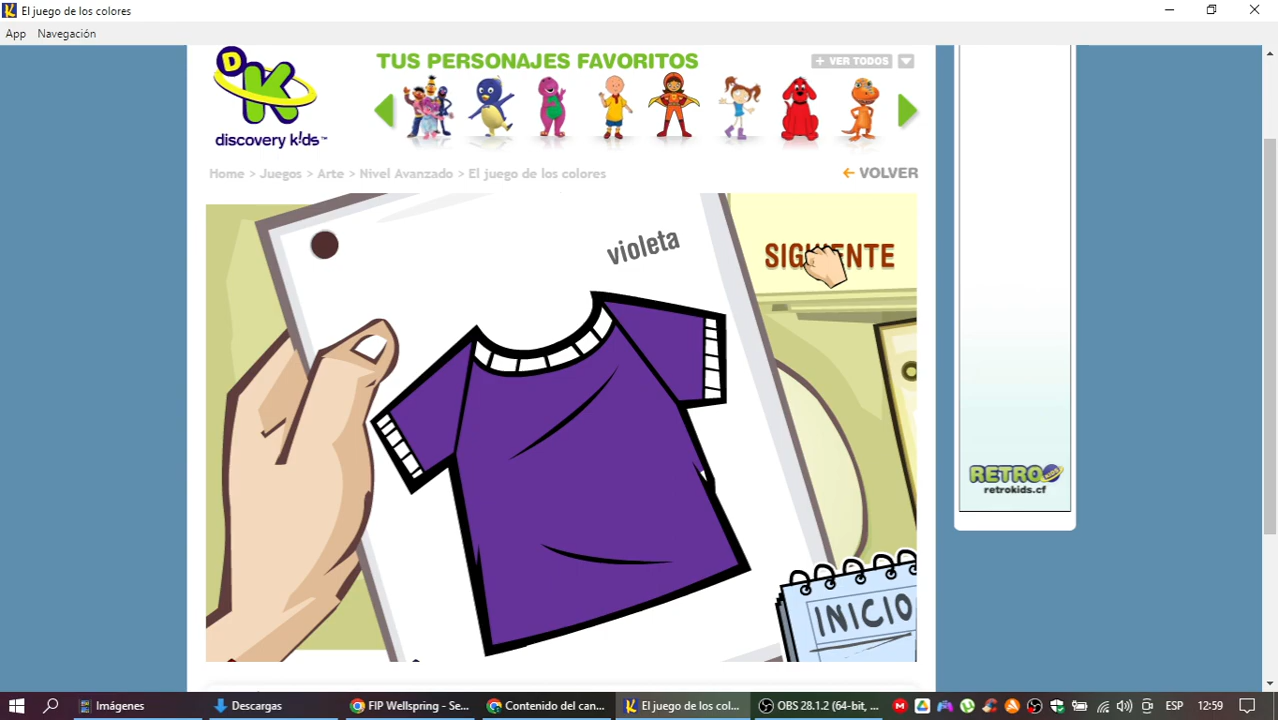 El juego de los colores
App Navegación
TUS PERSONAJES FAVORITOS
+ VER TODOS
D
K
discovery k!ds™
Home > Juegos > Arte > Nivel Avanzado > El juego de los colores
VOLVER
violeta
SIGUIENTE
RETRO
retrokids.cf
INICIO
Imágenes
Descargas
FIP Wellspring - Se...
Contenido del can...
El juego de los col...
OBS 28.1.2 (64-bit, ...
ESP
12:59